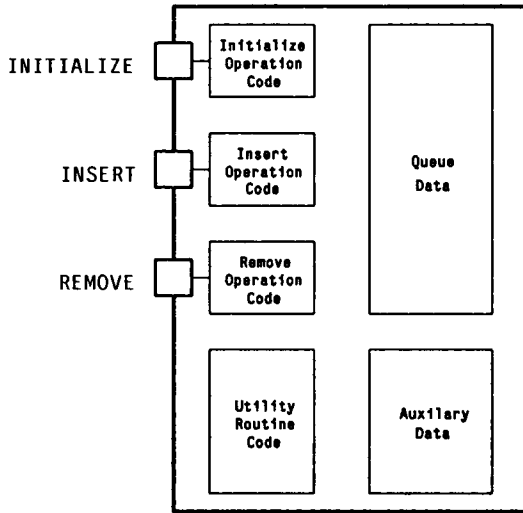 INITIALIZE
Initialize
Operation
Code
INSERT
Insert
Operation
Code
Queue
Data
REMOVE
Remove
Operation
Code
Utility
Routine
Code
Auxilary
Data